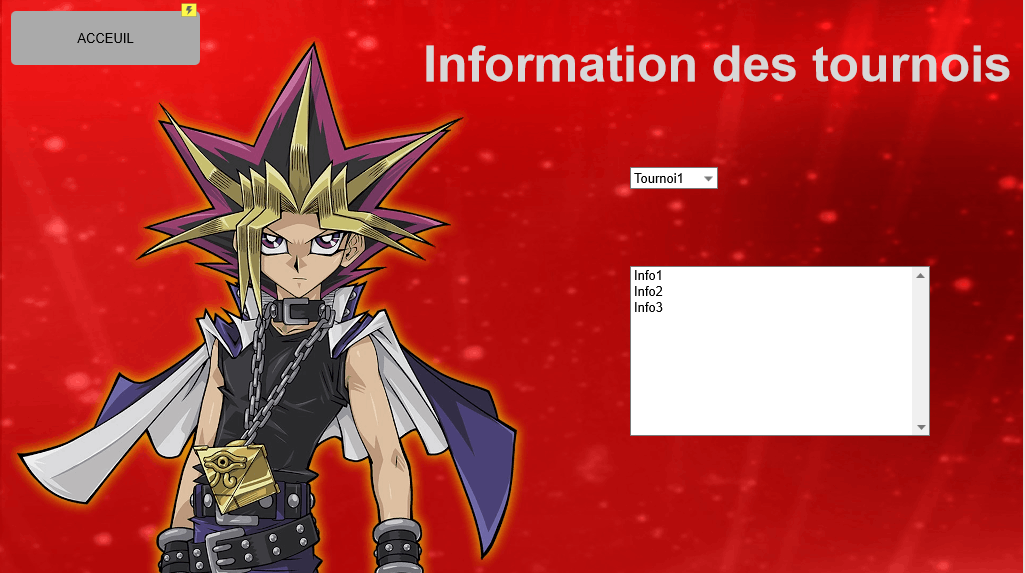 ACCEUIL
Information des tournois
Tournoi1
Info1
Info2
Info3